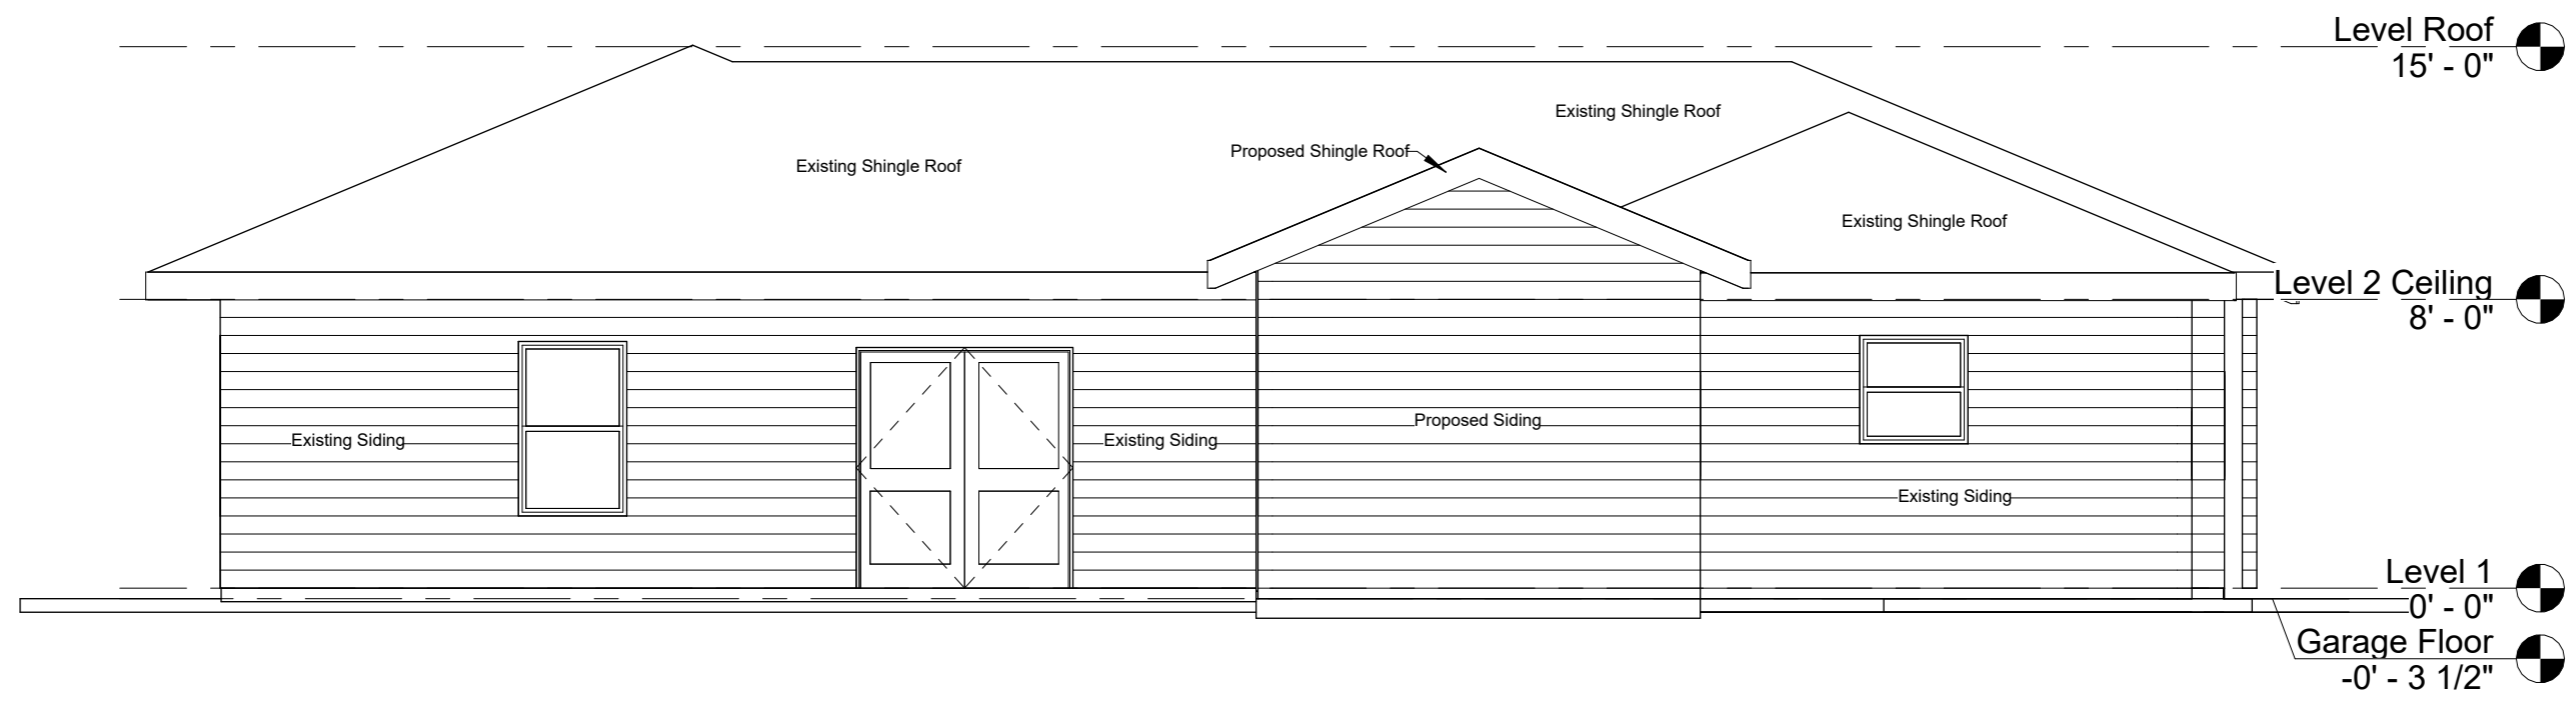 Level Roof
15' - 0"
Existing Shingle Roof
Proposed Shingle Roof
Existing Shingle Roof
Existing Shingle Roof
Level 2 Ceiling
8' - 0"
Proposed Siding
Existing Siding
Existing Siding
Existing Siding
Level 1
0' - 0"
Garage Floor
-0' - 3 1/2"